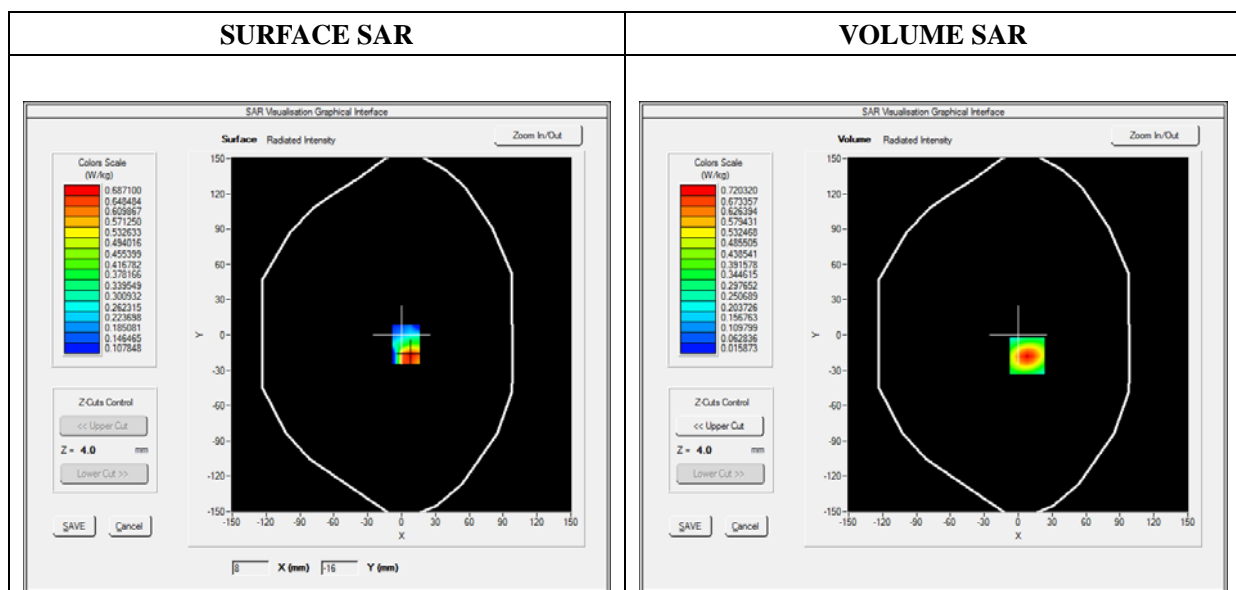 SURFACE SAR
SAR Visualisation Graphical Interface
Surface Radiated Intensity
Zoom In/Out
Colors Scale
(W/kg)
0.687100
0.648484
0.609867
0.571250
0.532633
0.494016
0.455399
0.416782
0.378166
0.339549
0.300932
0.262315
0.223698
0.185081
0.146465
0.107848
Z-Cuts Control
<< Upper Cut
Z = 4.0 mm
Lower Cut >>
SAVE Cancel
150
120
90
60
30
0
-30
-60
-90
-120
-150
Y
-150 -120 -90 -60 -30 0 30 60 90 120 150
X
8 X (mm) -16 Y (mm)
VOLUME SAR
SAR Visualisation Graphical Interface
Volume Radiated Intensity
Zoom In/Out
Colors Scale
(W/kg)
0.720320
0.673357
0.626394
0.579431
0.532468
0.485505
0.438541
0.391578
0.344615
0.297652
0.250689
0.203726
0.156763
0.109799
0.062836
0.015873
Z-Cuts Control
<< Upper Cut
Z = 4.0 mm
Lower Cut >>
SAVE Cancel
150
120
90
60
30
0
-30
-60
-90
-120
-150
Y
-150 -120 -90 -60 -30 0 30 60 90 120 150
X